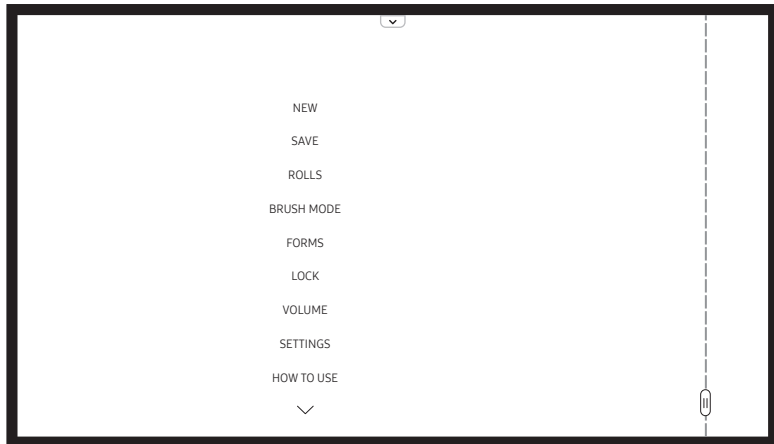 NEW
SAVE
ROLLS
BRUSH MODE
FORMS
LOCK
VOLUME
SETTINGS
HOW TO USE